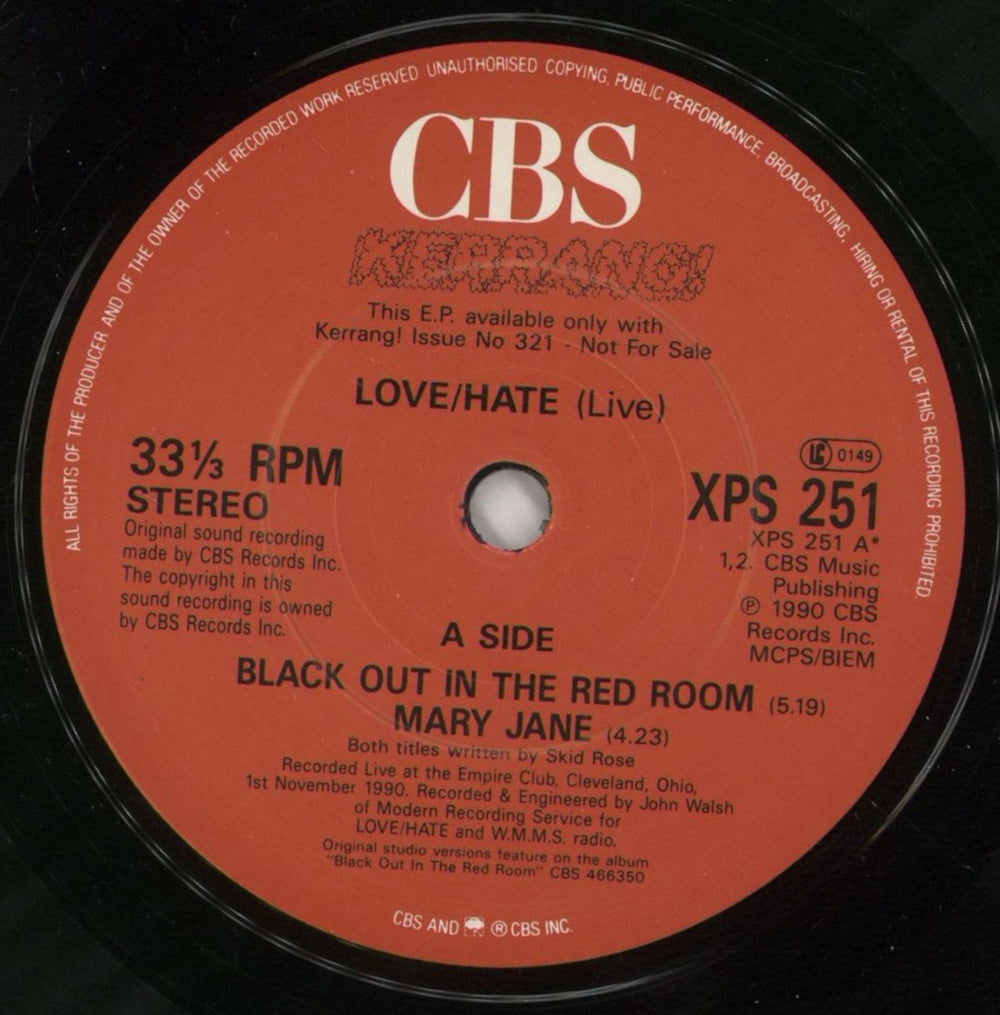 ALL RIGHTS OF THE PRODUCER AND OF THE OWNER OF THE RECORDED WORK RESERVED. UNAUTHORISED COPYING, PUBLIC PERFORMANCE, BROADCASTING, HIRING OR RENTAL OF THIS RECORDING PROHIBITED.
CBS
KERRANG!
This E.P. available only with
Kerrang! Issue No 321 - Not For Sale
LOVE/HATE (Live)
33⅓ RPM
STEREO
Original sound recording
made by CBS Records Inc.
The copyright in this
sound recording is owned
by CBS Records Inc.
LC 0149
XPS 251
XPS 251 A*
1,2. CBS Music
Publishing
℗ 1990 CBS
Records Inc.
MCPS/BIEM
A SIDE
BLACK OUT IN THE RED ROOM (5.19)
MARY JANE (4.23)
Both titles written by Skid Rose
Recorded Live at the Empire Club, Cleveland, Ohio,
1st November 1990. Recorded & Engineered by John Walsh
of Modern Recording Service for
LOVE/HATE and W.M.M.S. radio.
Original studio versions feature on the album
"Black Out In The Red Room" CBS 466350
CBS AND ® CBS INC.